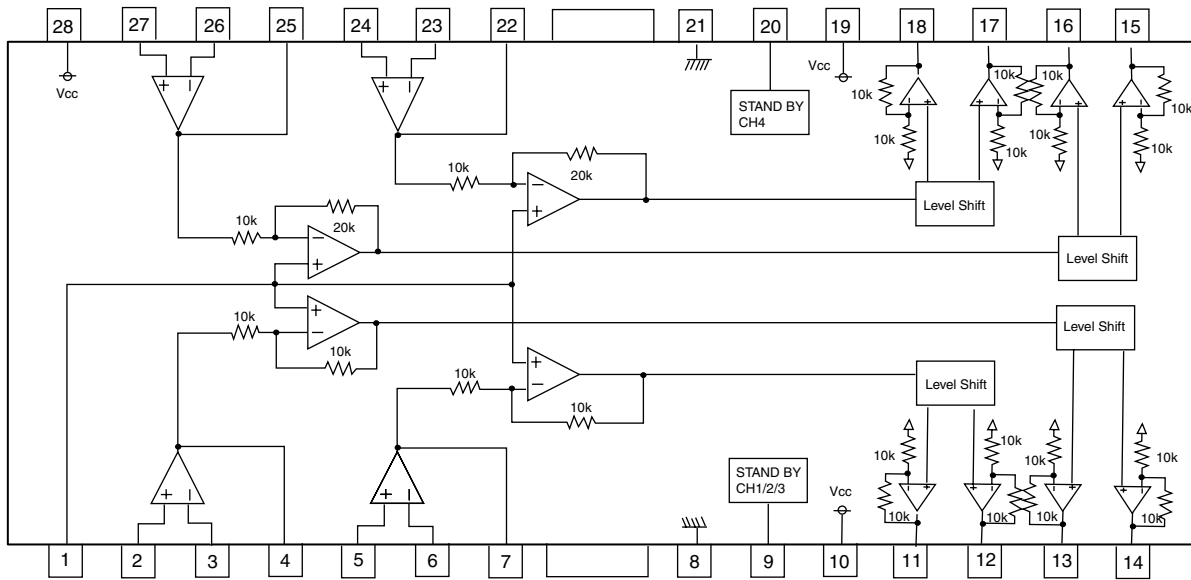 28 27 26 25 24 23 22 21 20 19 18 17 16 15
Vcc
+ −
+ −
STAND BY
CH4
Vcc
10k 10k 10k 10k
10k 10k 10k 10k
10k
20k
Level Shift
10k
20k
Level Shift
10k
10k
Level Shift
10k
10k
Level Shift
STAND BY
CH1/2/3
Vcc
10k 10k 10k 10k
10k 10k 10k 10k
+ −
+ −
1 2 3 4 5 6 7 8 9 10 11 12 13 14